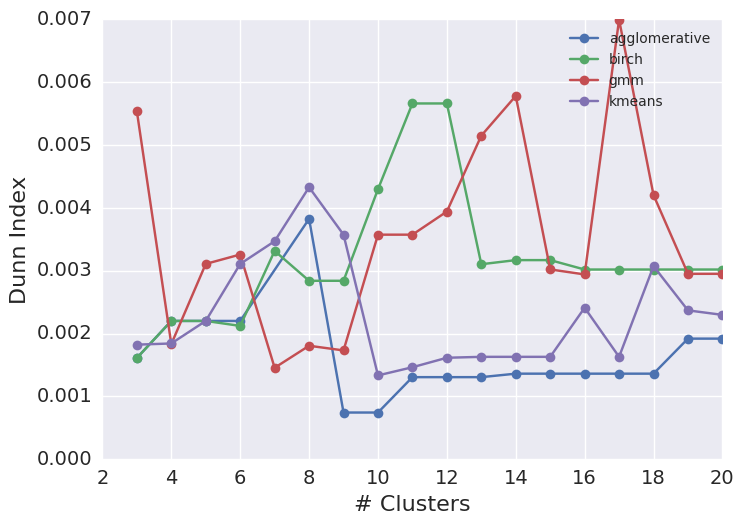 0.007
0.006
0.005
0.004
0.003
0.002
0.001
0.000
Dunn Index
agglomerative
birch
gmm
kmeans
2 4 6 8 10 12 14 16 18 20
# Clusters